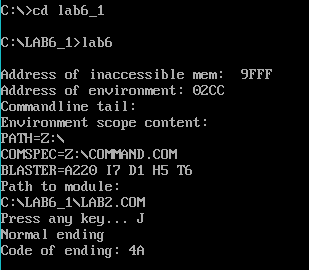 C:\>cd lab6_1
C:\LAB6_1>lab6
Address of inaccessible mem:  9FFF
Address of environment: 02CC
Commandline tail:
Environment scope content:
PATH=Z:\
COMSPEC=Z:\COMMAND.COM
BLASTER=A220 I7 D1 H5 T6
Path to module:
C:\LAB6_1\LAB2.COM
Press any key... J
Normal ending
Code of ending: 4A